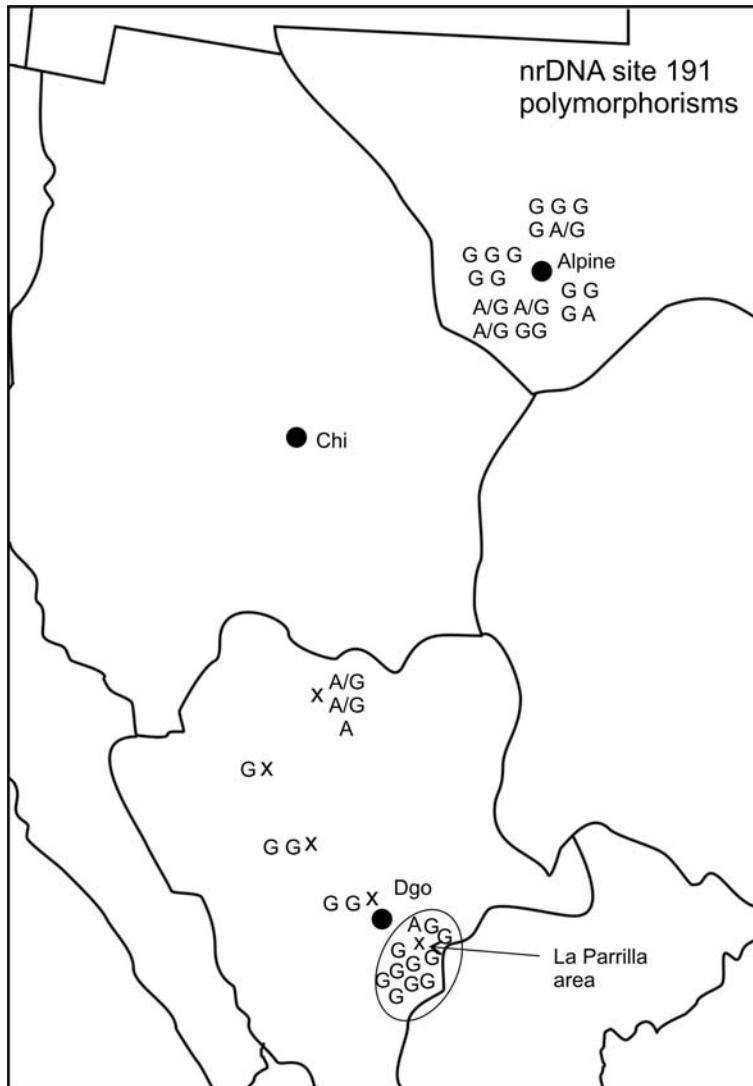 nrDNA site 191
polymorphorisms
G G G
G A/G
G G G
G G
Alpine
G G
G A
A/G A/G
A/G GG
Chi
x
A/G
A/G
A
G x
G G x
G G x
Dgo
A G
G
G x
G
G G
G G G G
G
La Parrilla
area